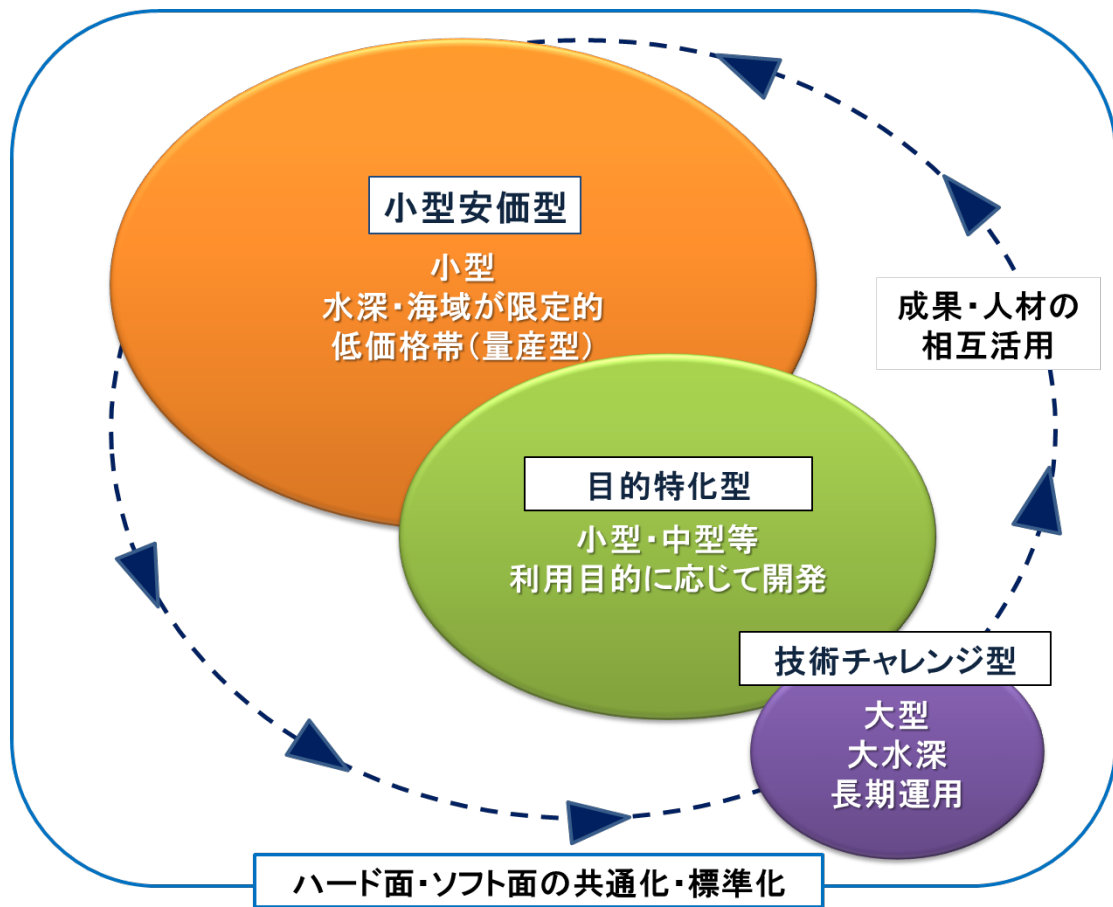 小型安価型
小型
水深・海域が限定的
低価格帯（量産型）
成果・人材の
相互活用
目的特化型
小型・中型等
利用目的に応じて開発
技術チャレンジ型
大型
大水深
長期運用
ハード面・ソフト面の共通化・標準化